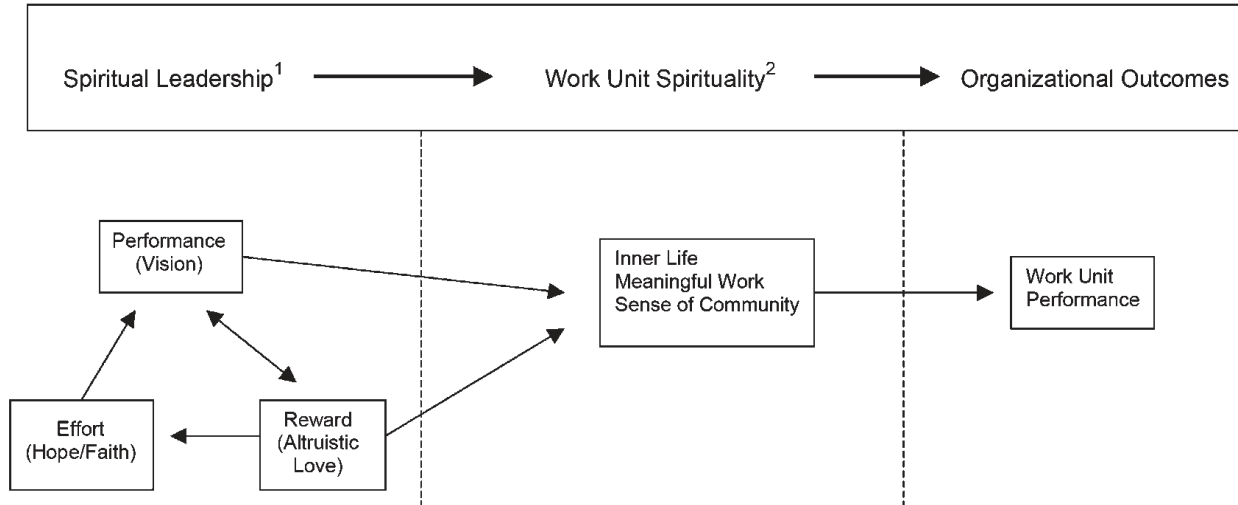 Spiritual Leadership¹ Work Unit Spirituality² Organizational Outcomes
Performance
(Vision)
Inner Life
Meaningful Work
Sense of Community
Work Unit
Performance
Effort
(Hope/Faith)
Reward
(Altruistic
Love)